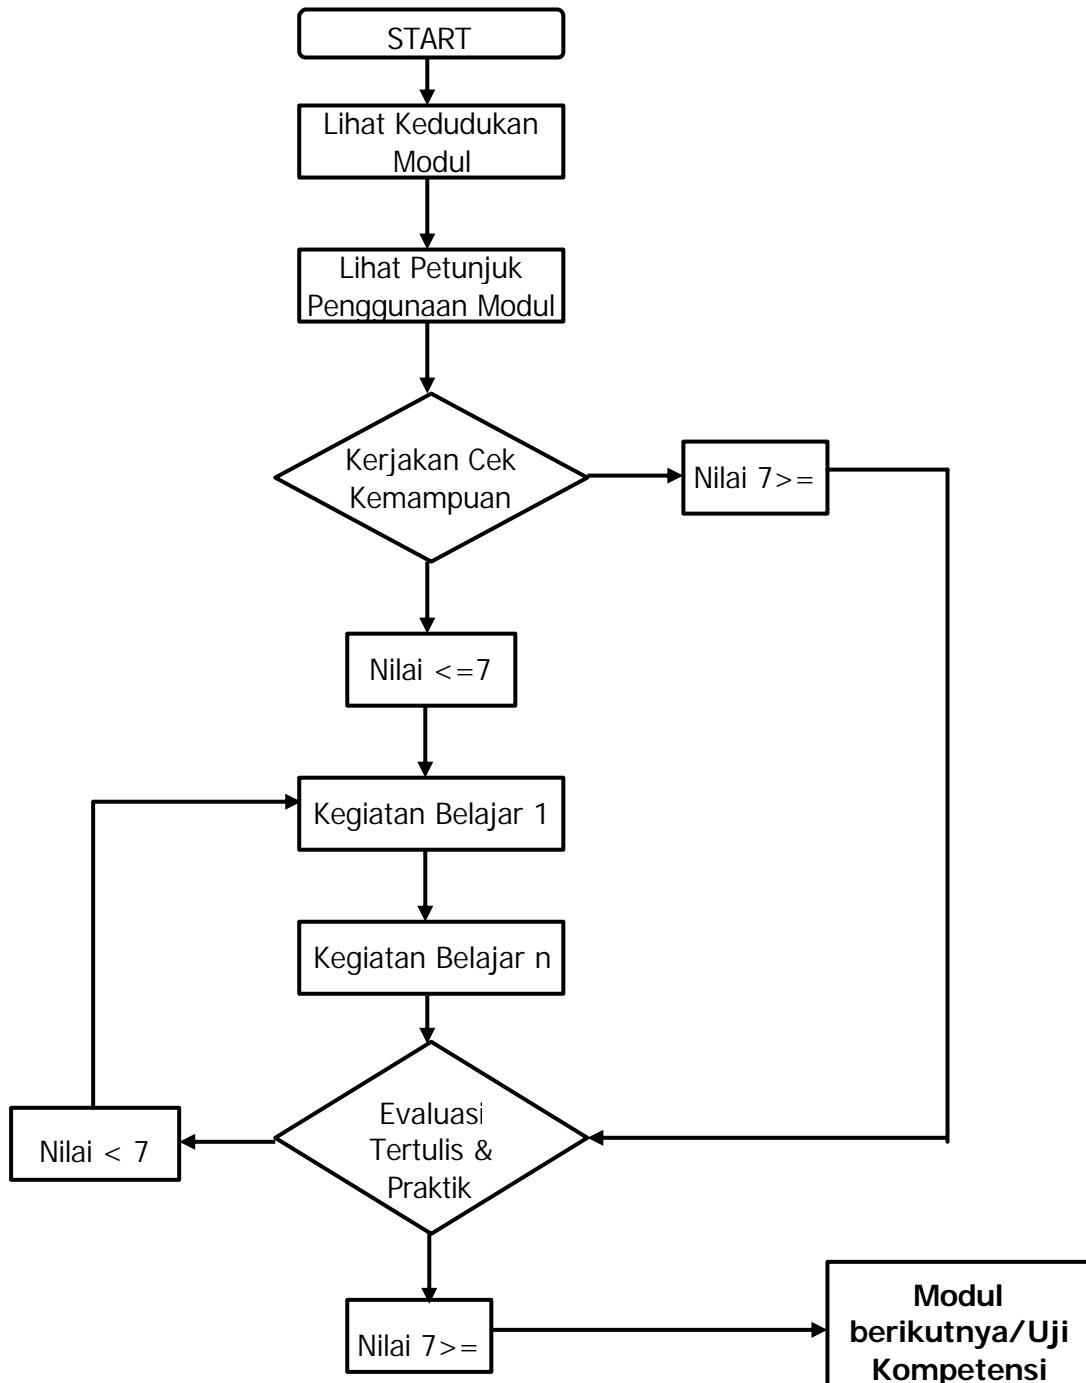 START
Lihat Kedudukan
Modul
Lihat Petunjuk
Penggunaan Modul
Kerjakan Cek
Kemampuan
Nilai 7>=
Nilai <=7
Kegiatan Belajar 1
Kegiatan Belajar n
Evaluasi
Tertulis &
Praktik
Nilai < 7
Nilai 7>=
Modul
berikutnya/Uji
Kompetensi